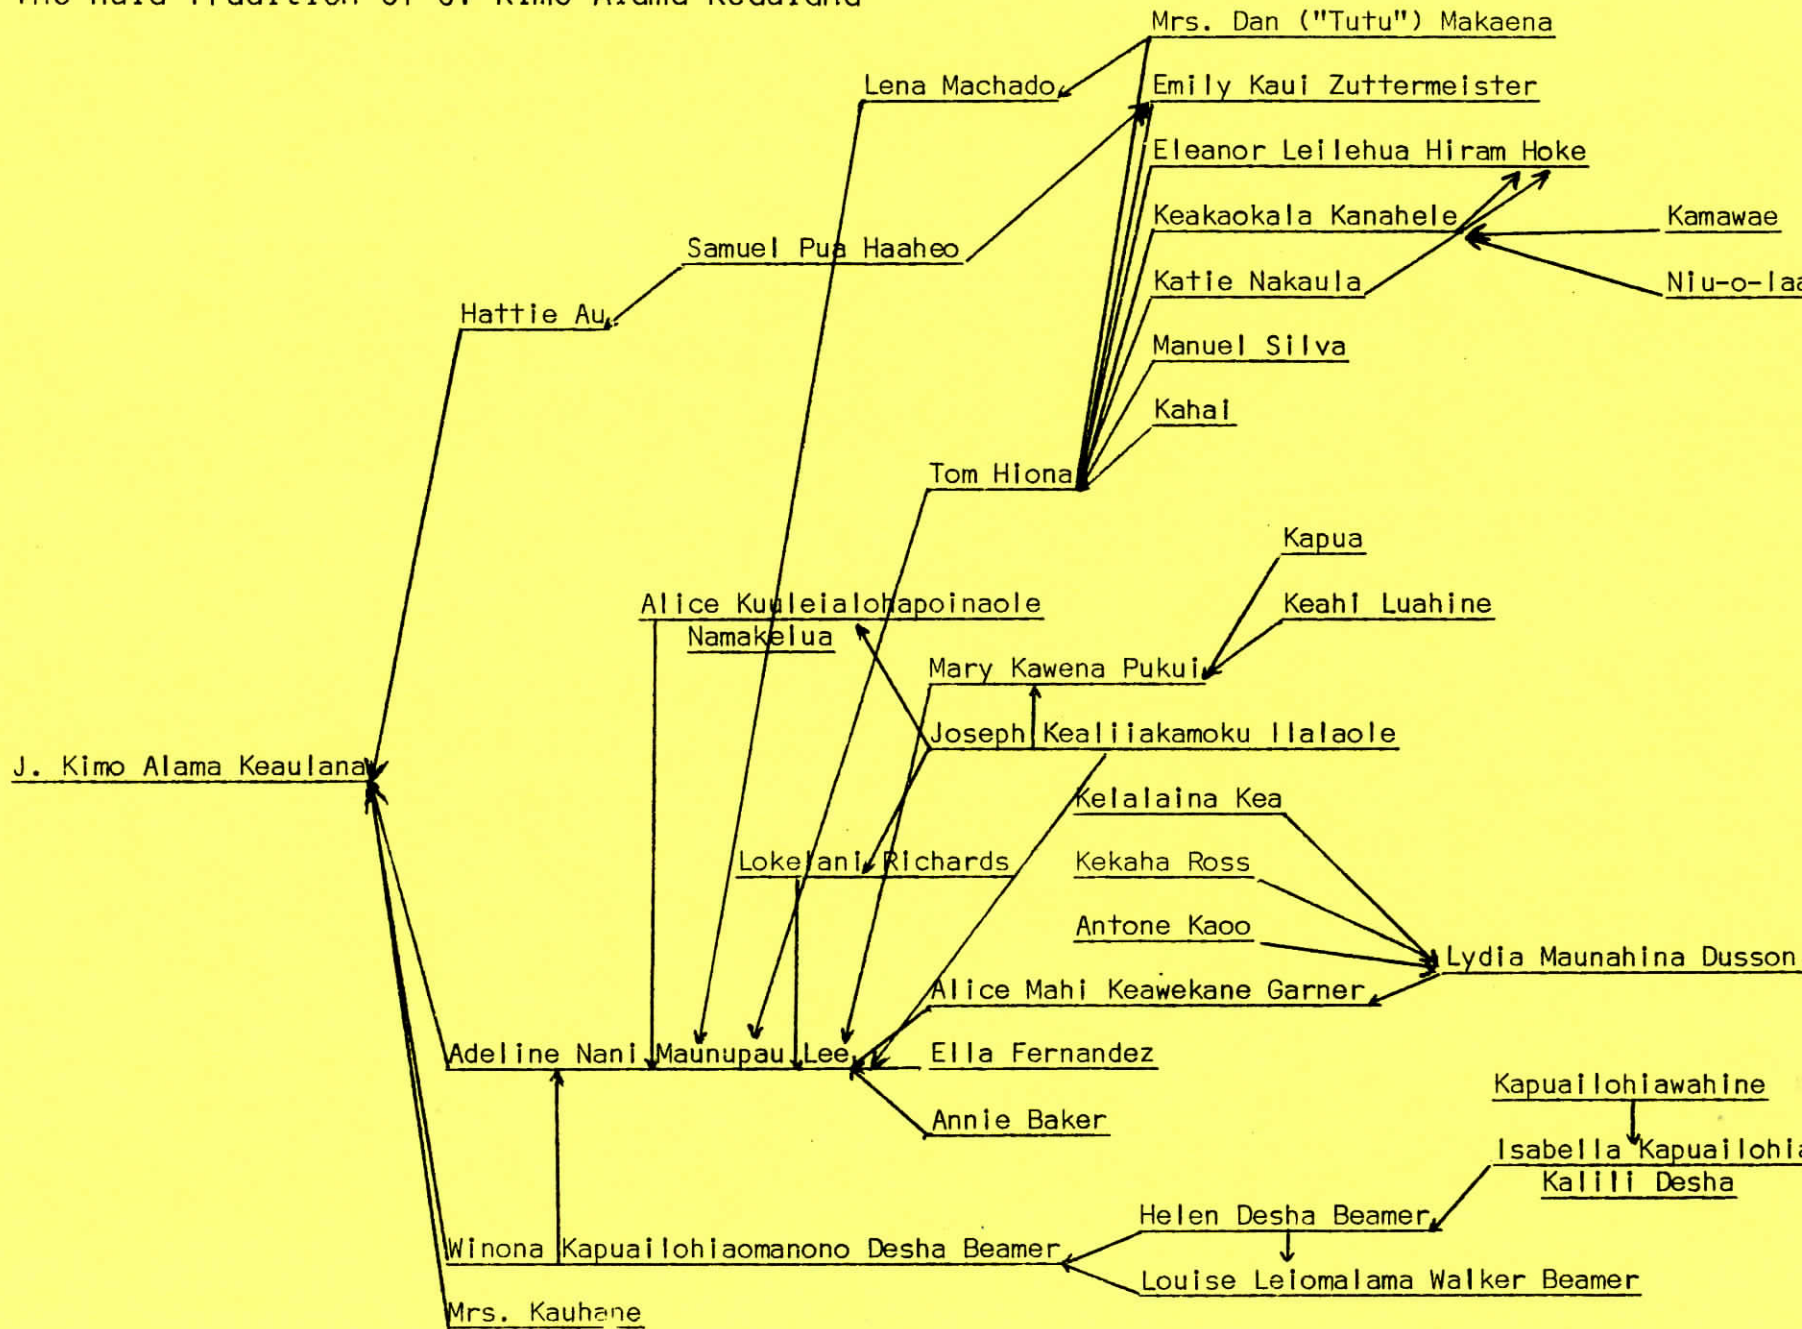 Mrs. Dan ("Tutu") Makaena
Lena Machado
Emily Kaui Zuttermeister
Eleanor Leilehua Hiram Hoke
Keakaokala Kanahele
Kamawae
Samuel Pua Haaheo
Katie Nakaula
Niu-o-laa
Hattie Au
Manuel Silva
Kahai
Tom Hiona
Kapua
Alice Kuuleialohapoinaole
Namakelua
Keahi Luahine
Mary Kawena Pukui
Joseph Kealiiakamoku Ilalaole
J. Kimo Alama Keaulana
Kelalaina Kea
Lokelani Richards
Kekaha Ross
Antone Kaoo
Lydia Maunahina Dusson
Alice Mahi Keawekane Garner
Adeline Nani Maunupau Lee
Ella Fernandez
Kapuailohiawahine
Annie Baker
Isabella Kapuailohia
Kalili Desha
Helen Desha Beamer
Winona Kapuailohiaomanono Desha Beamer
Louise Leiomalama Walker Beamer
Mrs. Kauhane